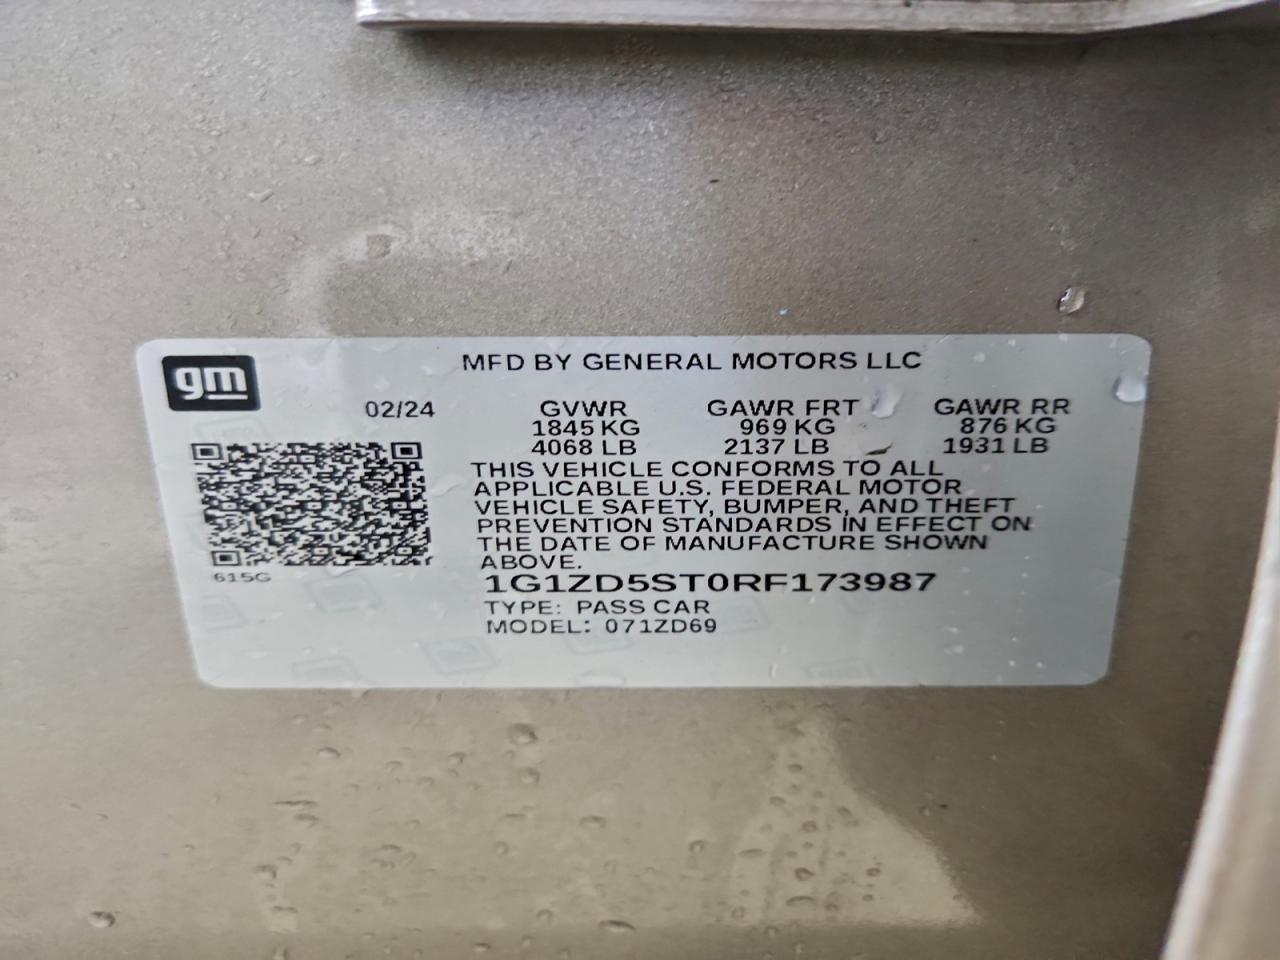 gm
MFD BY GENERAL MOTORS LLC
02/24 GVWR GAWR FRT GAWR RR
1845 KG 969 KG 876 KG
4068 LB 2137 LB 1931 LB
THIS VEHICLE CONFORMS TO ALL
APPLICABLE U.S. FEDERAL MOTOR
VEHICLE SAFETY, BUMPER, AND THEFT
PREVENTION STANDARDS IN EFFECT ON
THE DATE OF MANUFACTURE SHOWN
ABOVE.
615G
1G1ZD5ST0RF173987
TYPE: PASS CAR
MODEL: 071ZD69